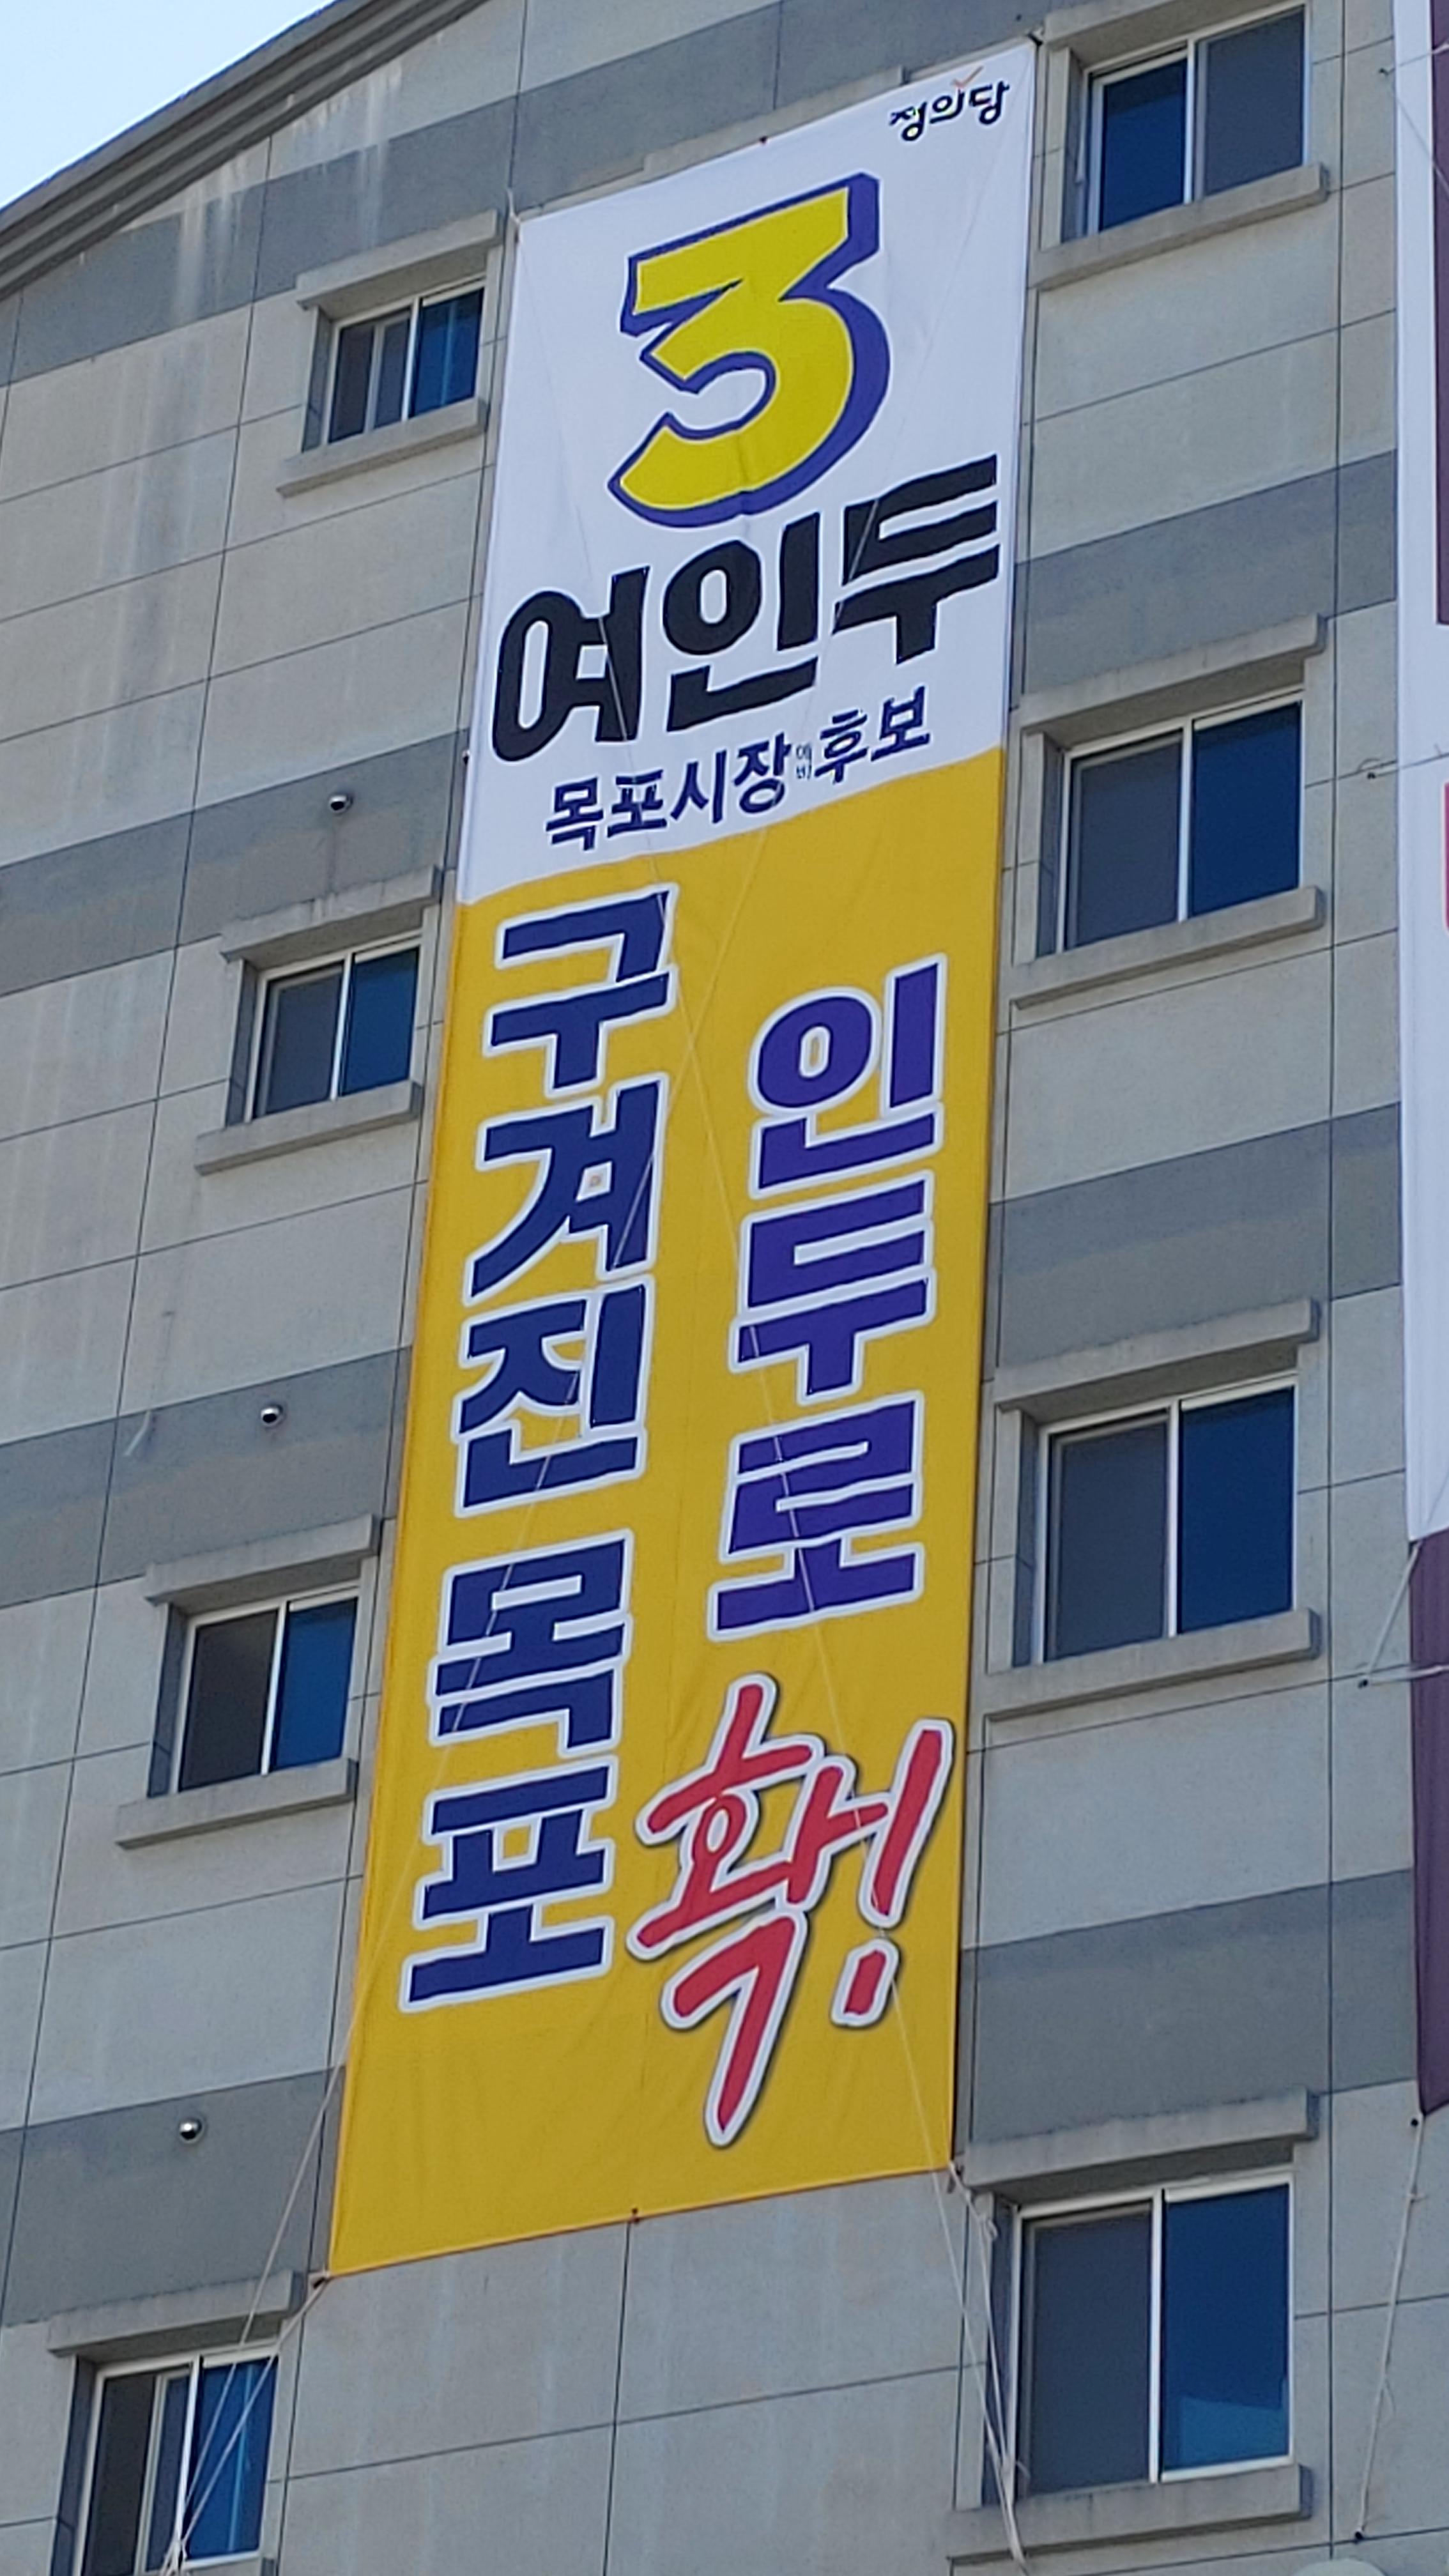 정의당
3
여인두
목포시장예비후보
구겨진 목포
인두로
확!